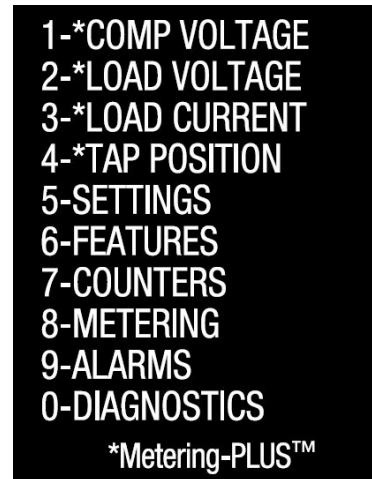 1-*COMP VOLTAGE
2-*LOAD VOLTAGE
3-*LOAD CURRENT
4-*TAP POSITION
5-SETTINGS
6-FEATURES
7-COUNTERS
8-METERING
9-ALARMS
0-DIAGNOSTICS
*Metering-PLUS™